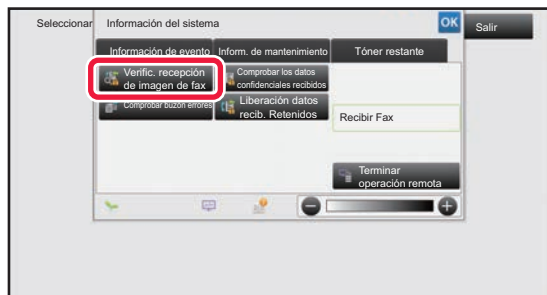 Seleccionar
Información del sistema
OK
Salir
Información de evento
Inform. de mantenimiento
Tóner restante
Verific. recepción
de imagen de fax
Comprobar los datos
confidenciales recibidos
Comprobar buzón errores
Liberación datos
recib. Retenidos
Recibir Fax
Terminar
operación remota